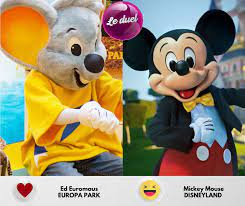 Le duel
Ed Euromaus
EUROPA PARK
Mickey Mouse
DISNEYLAND